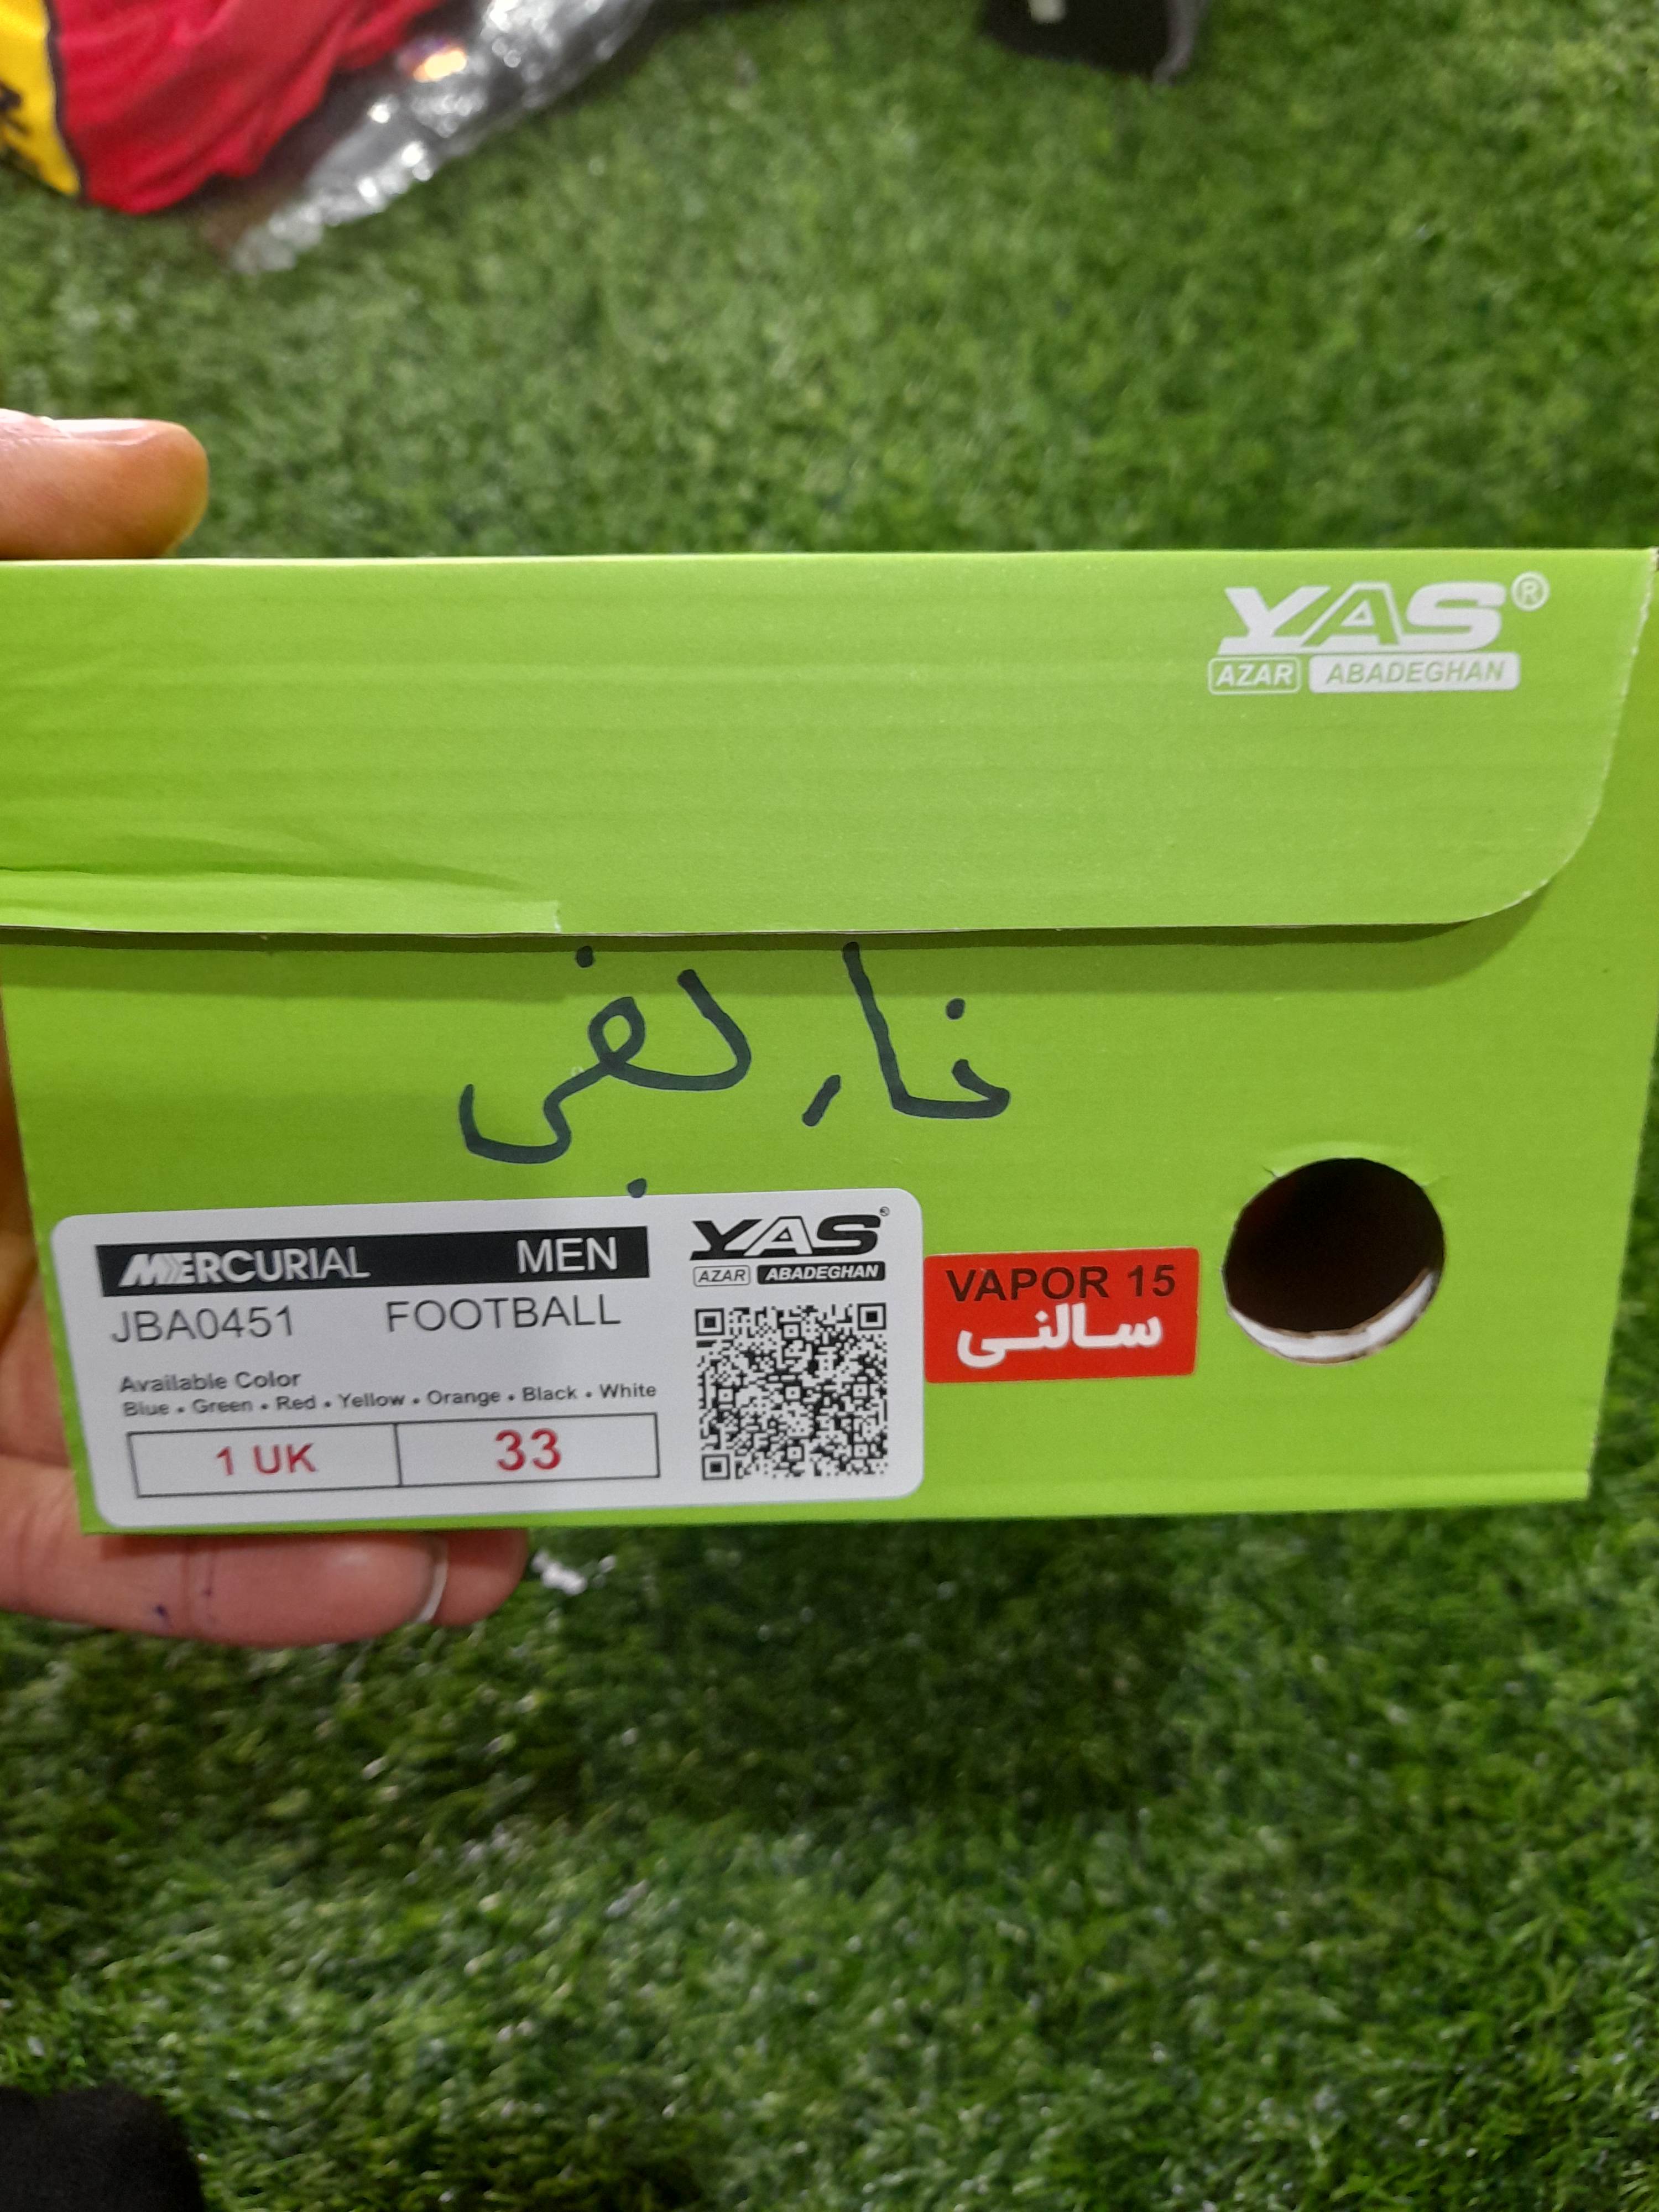 YAS®
AZAR ABADEGHAN
MERCURIAL MEN
JBA0451 FOOTBALL
Available Color
Blue • Green • Red • Yellow • Orange • Black • White
1 UK 33
YAS®
AZAR ABADEGHAN
VAPOR 15
سالنی